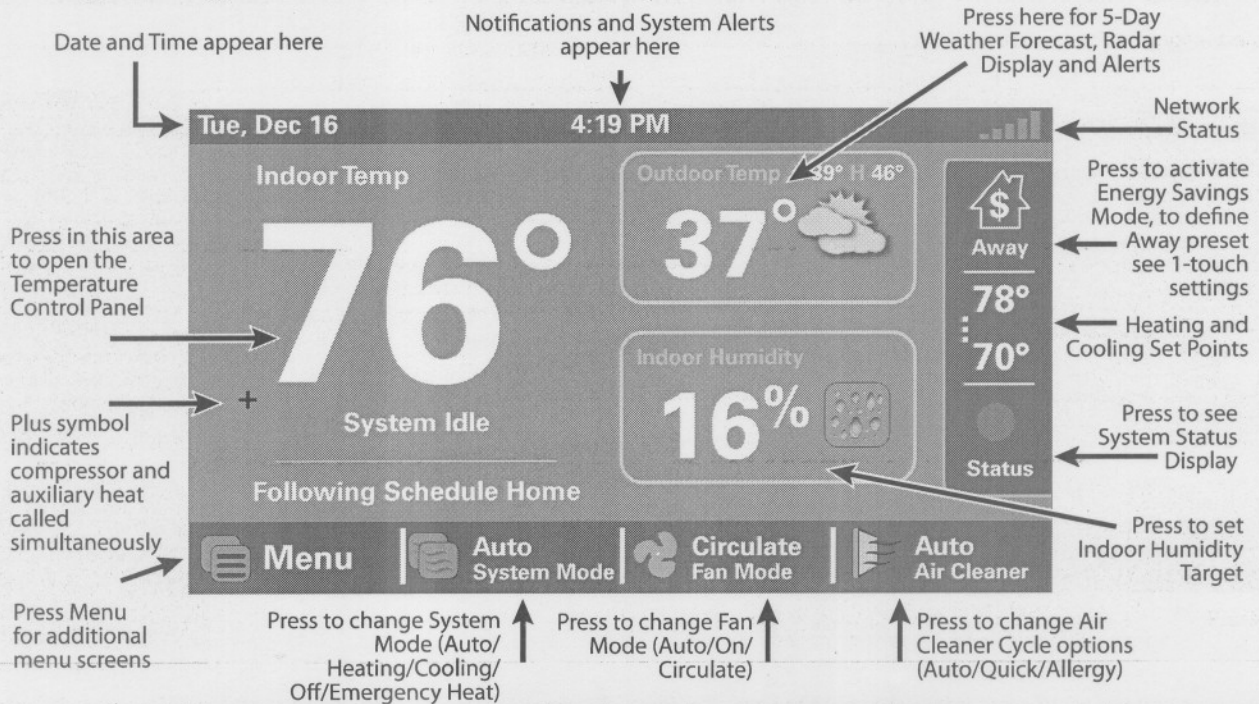 Date and Time appear here
Notifications and System Alerts
appear here
Press here for 5-Day
Weather Forecast, Radar
Display and Alerts
Network
Status
Tue, Dec 16
4:19 PM
Press to activate
Energy Savings
Mode, to define
Away preset
see 1-touch
settings
Heating and
Cooling Set Points
Press to see
System Status
Display
Press to set
Indoor Humidity
Target
Press in this area
to open the
Temperature
Control Panel
Plus symbol
indicates
compressor and
auxiliary heat
called
simultaneously
Press Menu
for additional
menu screens
Indoor Temp
76°
+
System Idle
Following Schedule Home
Outdoor Temp 39° H 46°
37°
Indoor Humidity
16%
$
Away
78°
70°
Status
Menu
Auto
System Mode
Circulate
Fan Mode
Auto
Air Cleaner
Press to change System
Mode (Auto/
Heating/Cooling/
Off/Emergency Heat)
Press to change Fan
Mode (Auto/On/
Circulate)
Press to change Air
Cleaner Cycle options
(Auto/Quick/Allergy)